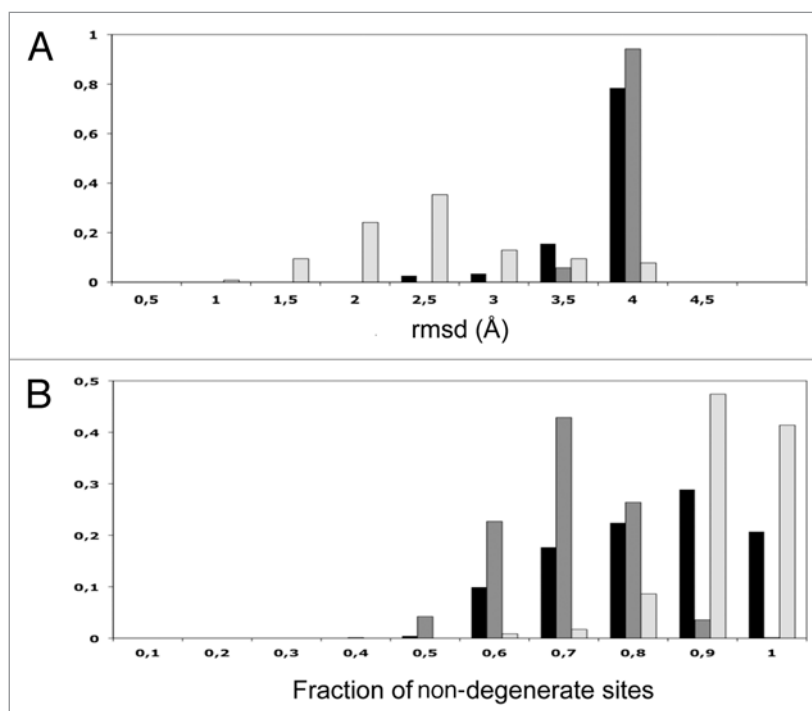 A
1
0,8
0,6
0,4
0,2
0
0,5 1 1,5 2 2,5 3 3,5 4 4,5
rmsd (Å)
B
0,5
0,4
0,3
0,2
0,1
0
0,1 0,2 0,3 0,4 0,5 0,6 0,7 0,8 0,9 1
Fraction of non-degenerate sites